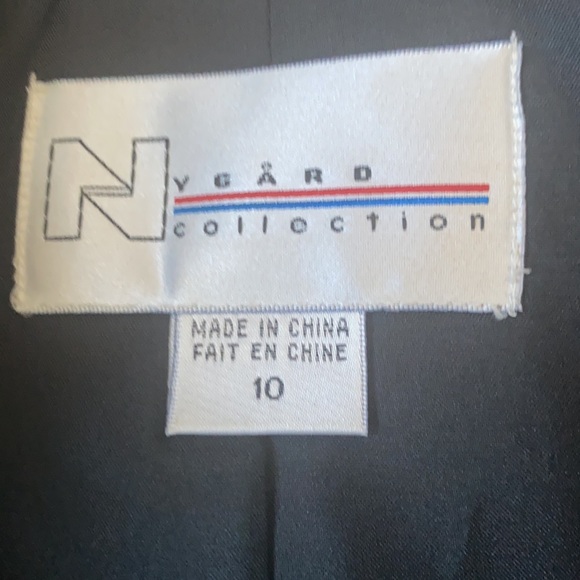 NYGÅRD
collection
MADE IN CHINA
FAIT EN CHINE
10